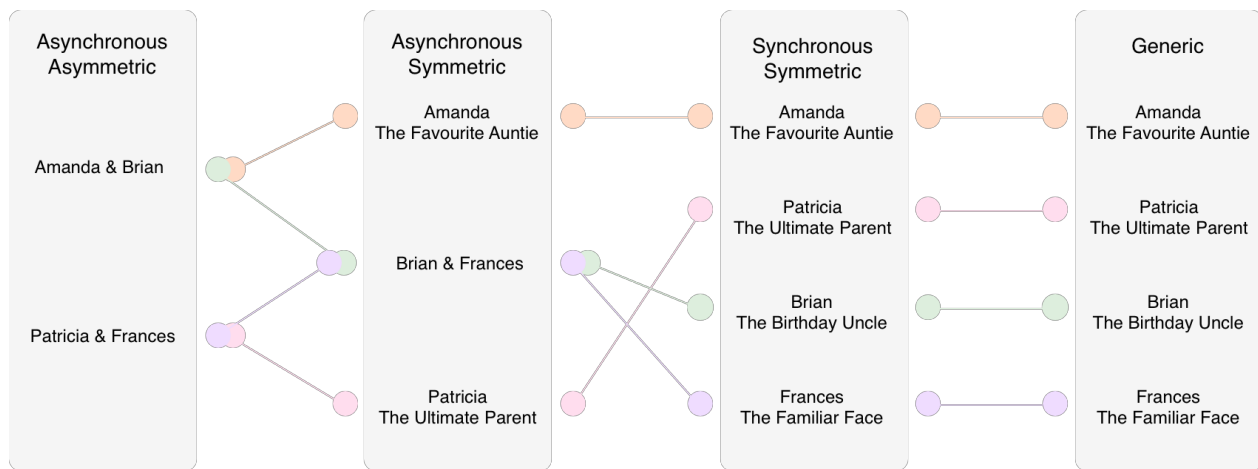 Asynchronous
Asymmetric
Amanda & Brian
Patricia & Frances
Asynchronous
Symmetric
Amanda
The Favourite Auntie
Brian & Frances
Patricia
The Ultimate Parent
Synchronous
Symmetric
Amanda
The Favourite Auntie
Patricia
The Ultimate Parent
Brian
The Birthday Uncle
Frances
The Familiar Face
Generic
Amanda
The Favourite Auntie
Patricia
The Ultimate Parent
Brian
The Birthday Uncle
Frances
The Familiar Face